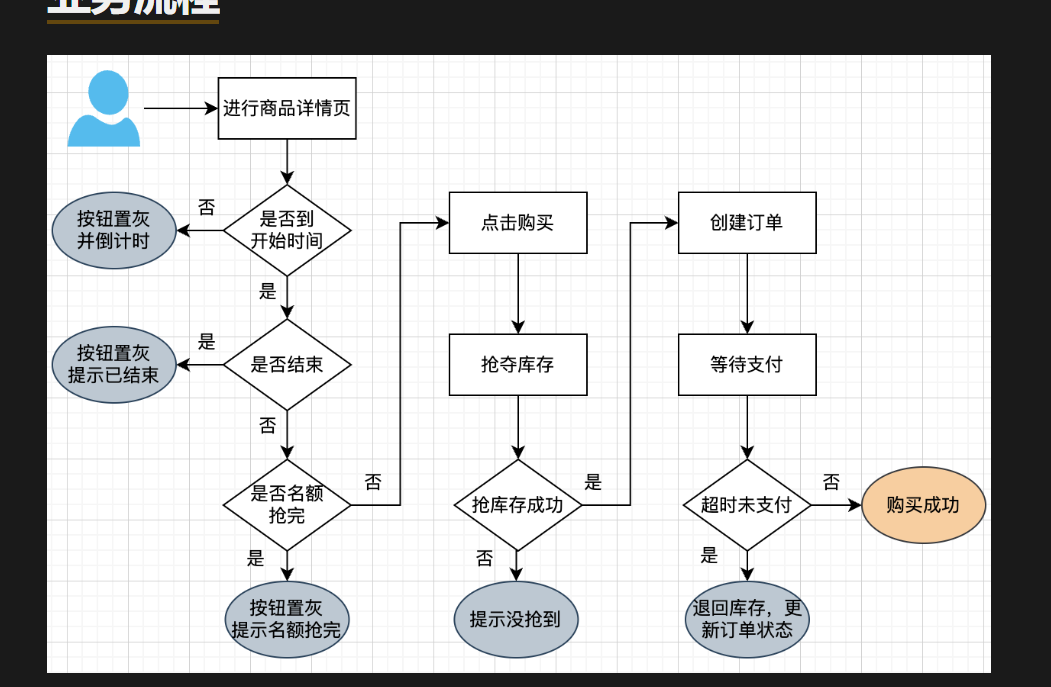 业务流程
进行商品详情页
否
按钮置灰
并倒计时
是否到
开始时间
是
点击购买
创建订单
是
按钮置灰
提示已结束
是否结束
否
抢夺库存
等待支付
是否名额
抢完
否
是
抢库存成功
是
否
超时未支付
否
是
购买成功
按钮置灰
提示名额抢完
提示没抢到
退回库存，更
新订单状态